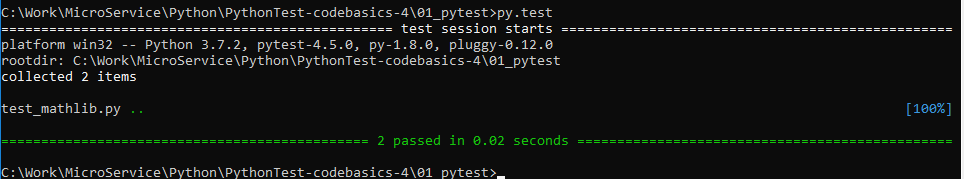 C:\Work\MicroService\Python\PythonTest-codebasics-4\01_pytest>py.test
================================================= test session starts =================================================
platform win32 -- Python 3.7.2, pytest-4.5.0, py-1.8.0, pluggy-0.12.0
rootdir: C:\Work\MicroService\Python\PythonTest-codebasics-4\01_pytest
collected 2 items
test_mathlib.py .. [100%]
============================================== 2 passed in 0.02 seconds ===============================================
C:\Work\MicroService\Python\PythonTest-codebasics-4\01_pytest>_